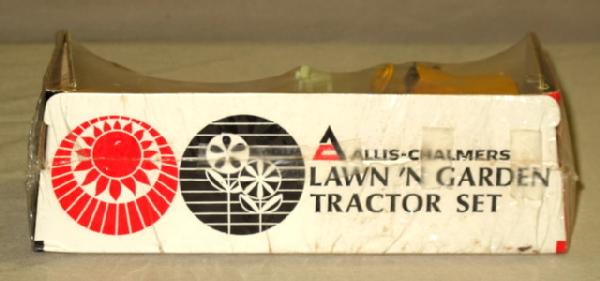 ALLIS-CHALMERS
LAWN 'N GARDEN
TRACTOR SET